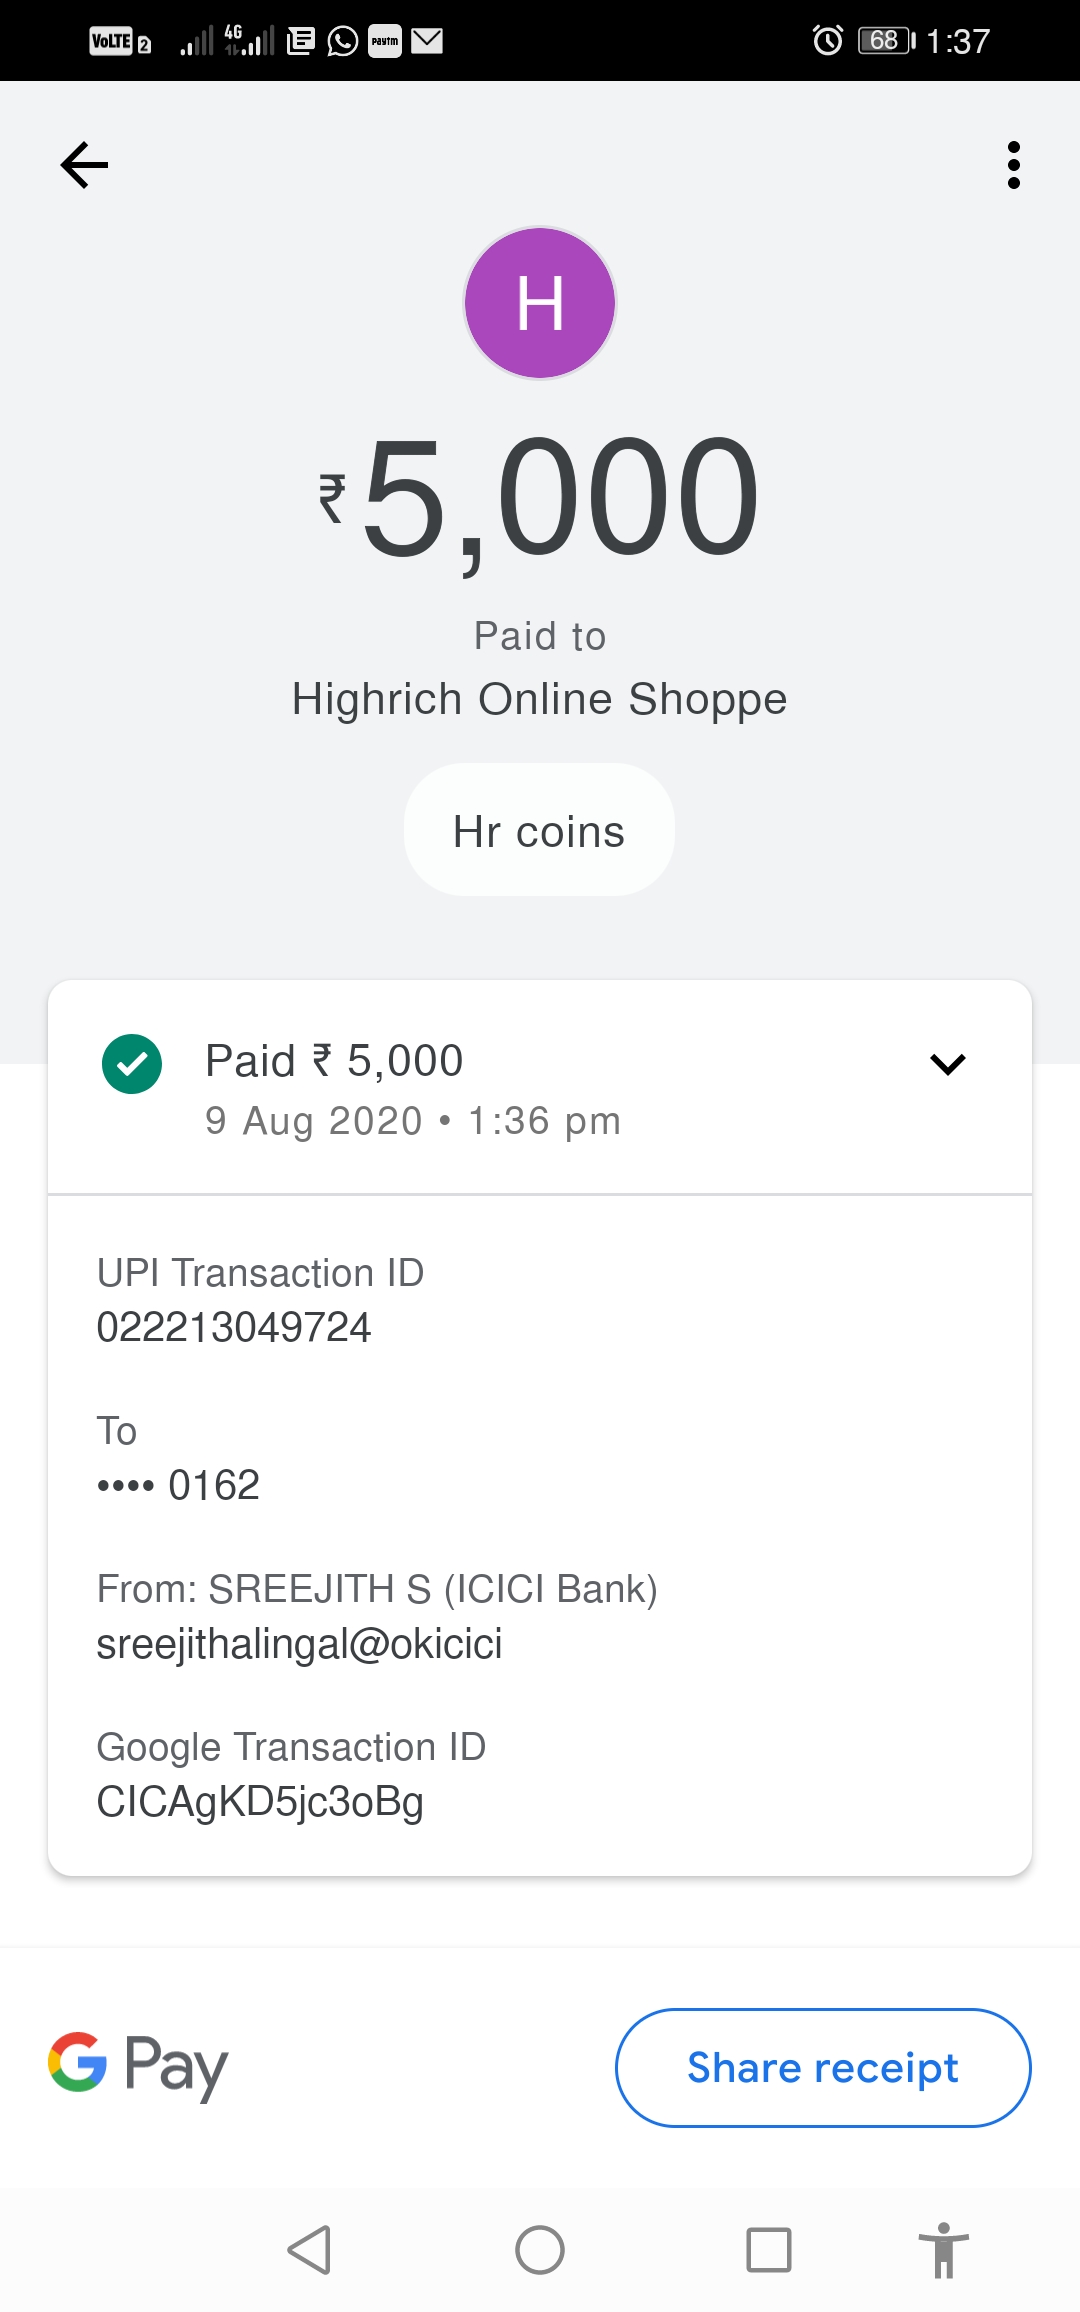 VoLTE 2 4G Paytm 68 1:37
H
₹5,000
Paid to
Highrich Online Shoppe
Hr coins
Paid ₹ 5,000
9 Aug 2020 • 1:36 pm
UPI Transaction ID
022213049724
To
•••• 0162
From: SREEJITH S (ICICI Bank)
sreejithalingal@okicici
Google Transaction ID
CICAgKD5jc3oBg
G Pay
Share receipt